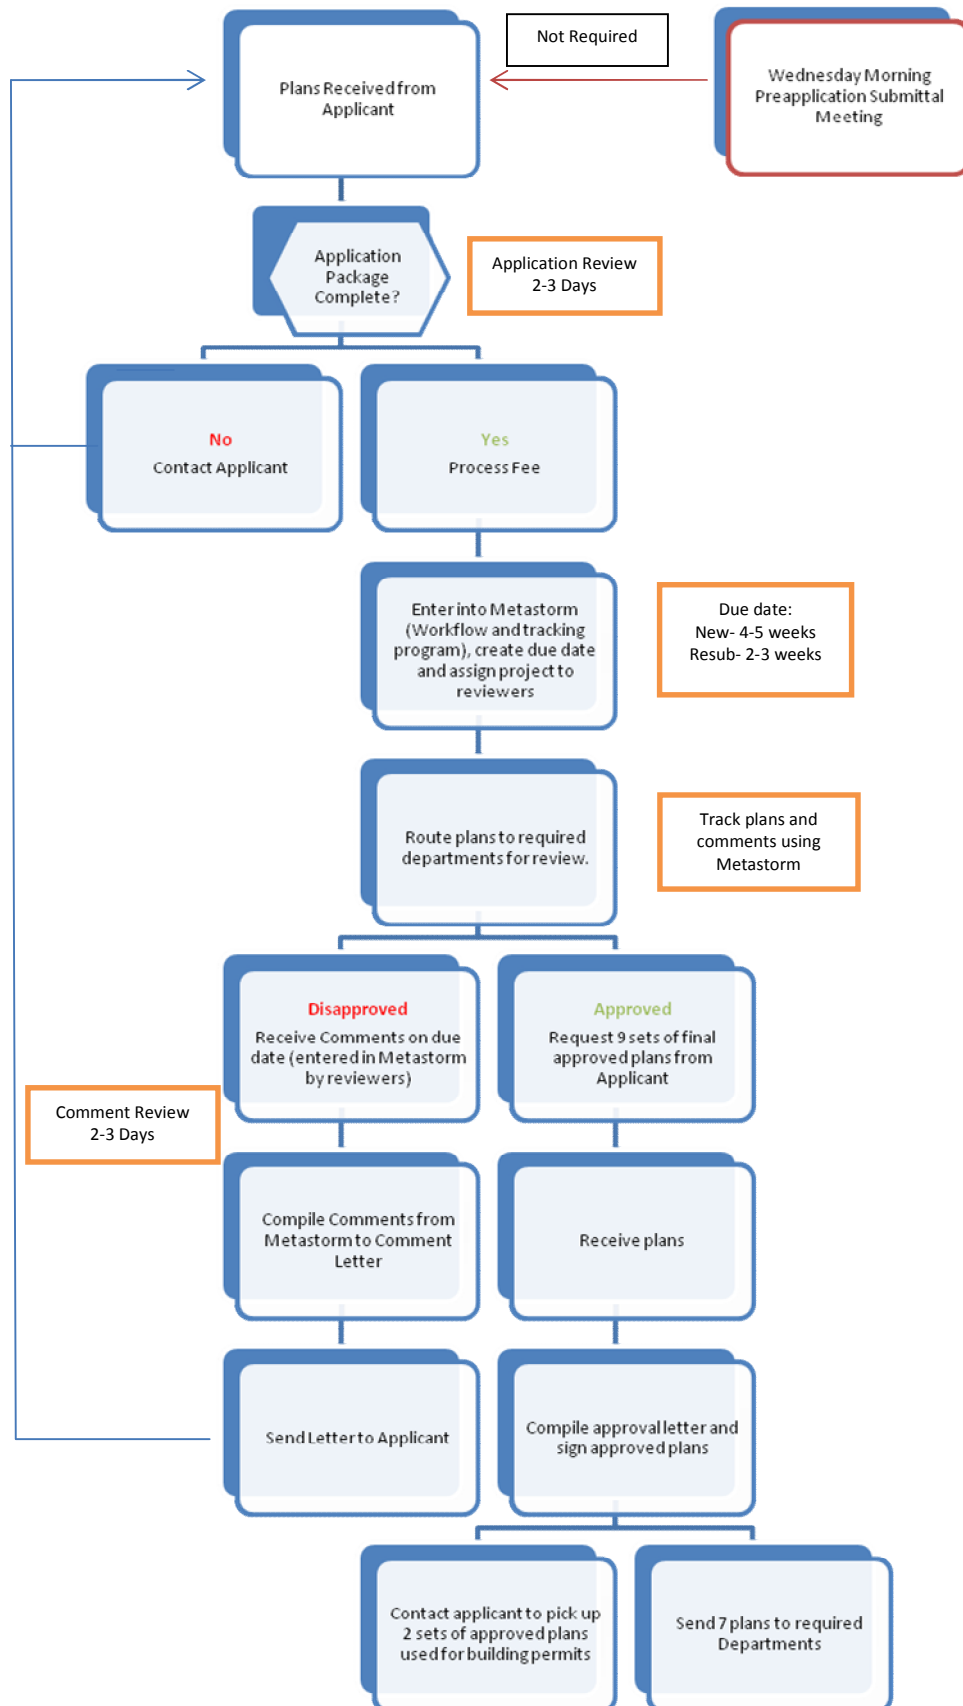 Not Required
Plans Received from
Applicant
Wednesday Morning
Preapplication Submittal
Meeting
Application
Package
Complete?
Application Review
2-3 Days
No
Contact Applicant
Yes
Process Fee
Enter into Metastorm
(Workflow and tracking
program), create due date
and assign project to
reviewers
Due date:
New- 4-5 weeks
Resub- 2-3 weeks
Route plans to required
departments for review.
Track plans and
comments using
Metastorm
Disapproved
Receive Comments on due
date (entered in Metastorm
by reviewers)
Approved
Request 9 sets of final
approved plans from
Applicant
Comment Review
2-3 Days
Compile Comments from
Metastorm to Comment
Letter
Receive plans
Send Letter to Applicant
Compile approval letter and
sign approved plans
Contact applicant to pick up
2 sets of approved plans
used for building permits
Send 7 plans to required
Departments